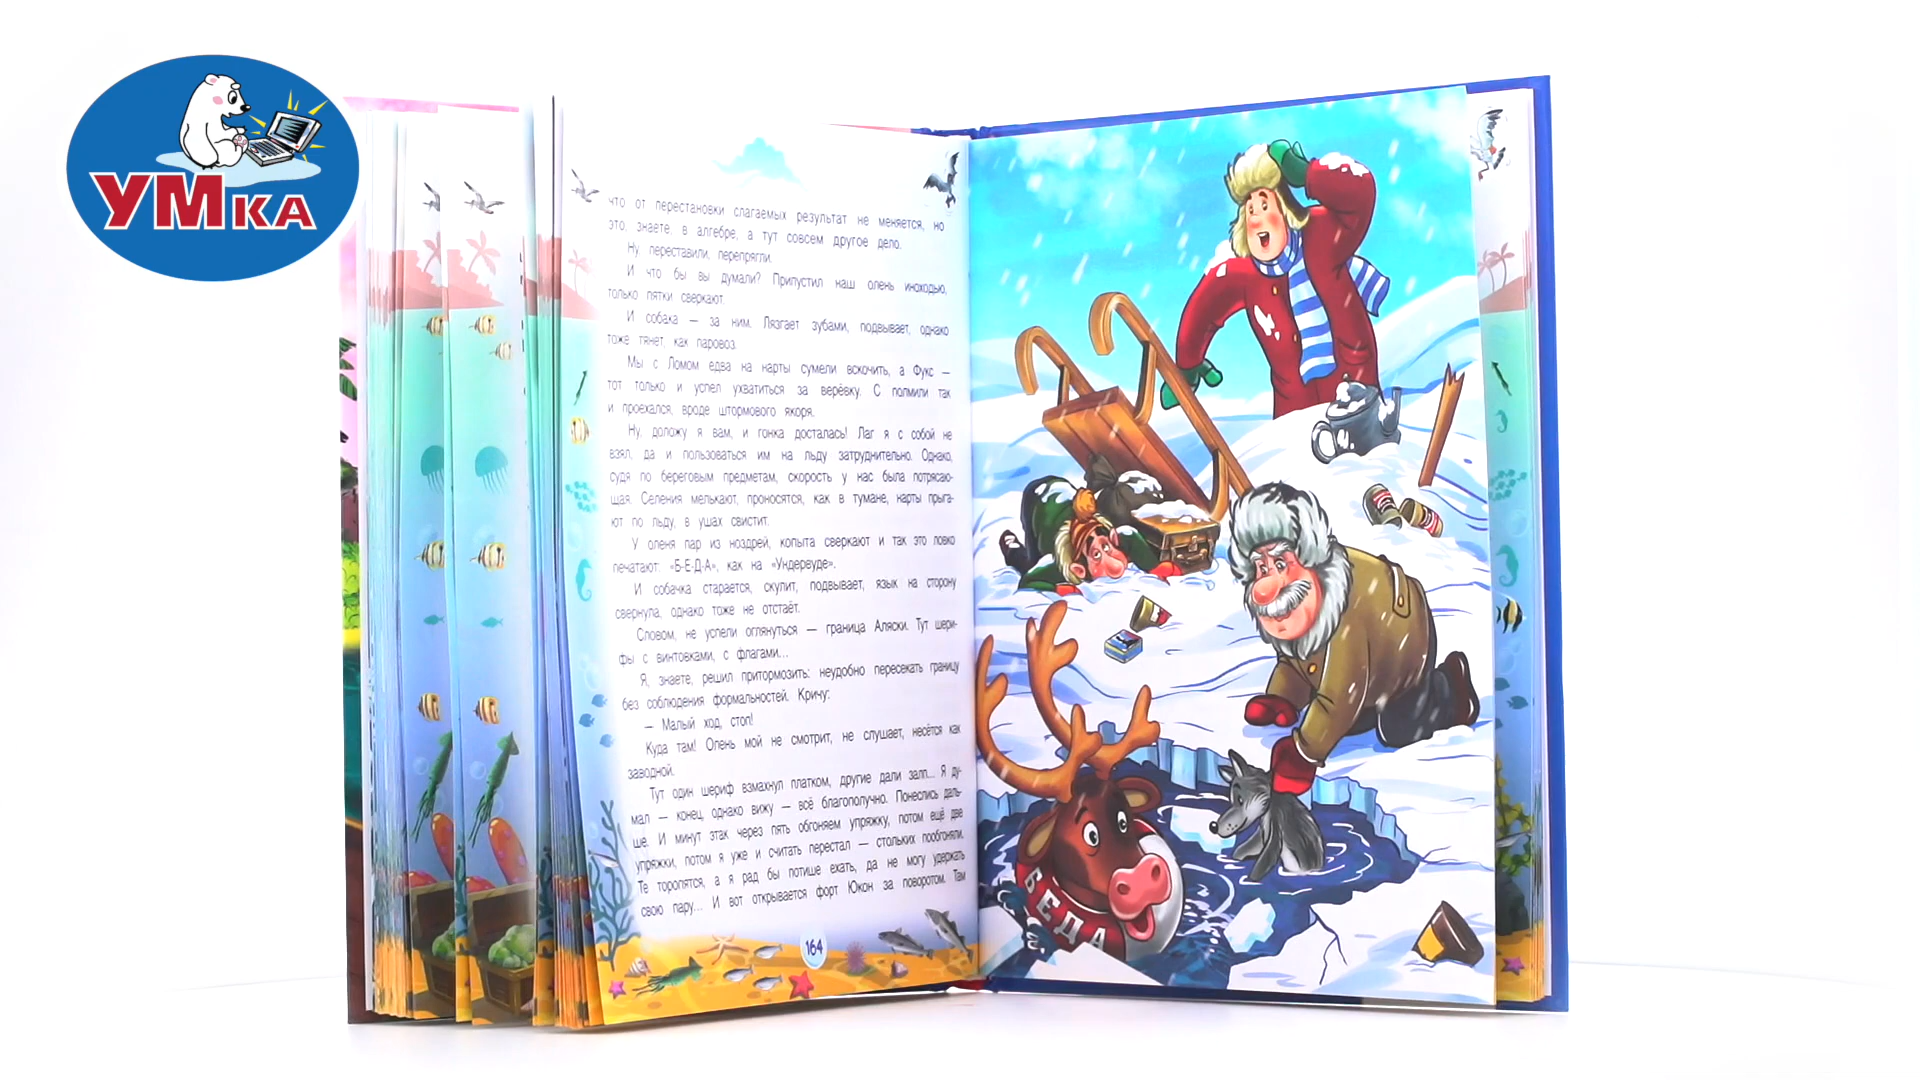 УМка
что от перестановки слагаемых результат не меняется, но
это, знаете, в алгебре, а тут совсем другое дело.
Ну переставили, перепрягли.
И что бы вы думали? Припустил наш олень иноходью,
только пятки сверкают.
И собака — за ним. Лязгает зубами, подвывает, однако
тоже тянет, как паровоз.
Мы с Ломом едва на нарты сумели вскочить, а Фукс —
тот только и успел ухватиться за верёвку. С полмили так
и проехался, вроде штормового якоря.
Ну, доложу я вам, и гонка досталась! Лаг я с собой не
взял, да и пользоваться им на льду затруднительно. Однако,
судя по береговым предметам, скорость у нас была потрясаю-
щая. Селения мелькают, проносятся, как в тумане, нарты прыга-
ют по льду, в ушах свистит.
У оленя пар из ноздрей, копыта сверкают и так это ловко
печатают: «Б-Е-Д-А», как на «Ундервуде».
И собачка старается, скулит, подвывает, язык на сторону
свернула, однако тоже не отстаёт.
Словом, не успели оглянуться — граница Аляски. Тут шери-
фы с винтовками, с флагами...
Я, знаете, решил притормозить: неудобно пересекать границу
без соблюдения формальностей. Кричу:
— Малый ход, стоп!
Куда там! Олень мой не смотрит, не слушает, несётся как
заводной.
Тут один шериф взмахнул платком, другие дали залп... Я ду-
мал — конец, однако вижу — всё благополучно. Понеслись даль-
ше. И минут этак через пять обгоняем упряжку, потом ещё две
упряжки, потом я уже и считать перестал — стольких пообгоняли.
Те торопятся, а я рад бы потише ехать, да не могу удержать
свою пару... И вот открывается форт Юкон за поворотом. Там
164
БЕДА